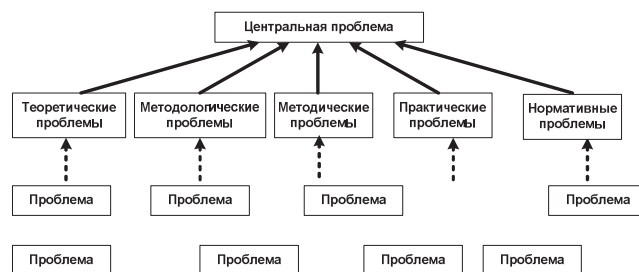 Центральная проблема
Теоретические
проблемы
Методологические
проблемы
Методические
проблемы
Практические
проблемы
Нормативные
проблемы
Проблема
Проблема
Проблема
Проблема
Проблема
Проблема
Проблема
Проблема